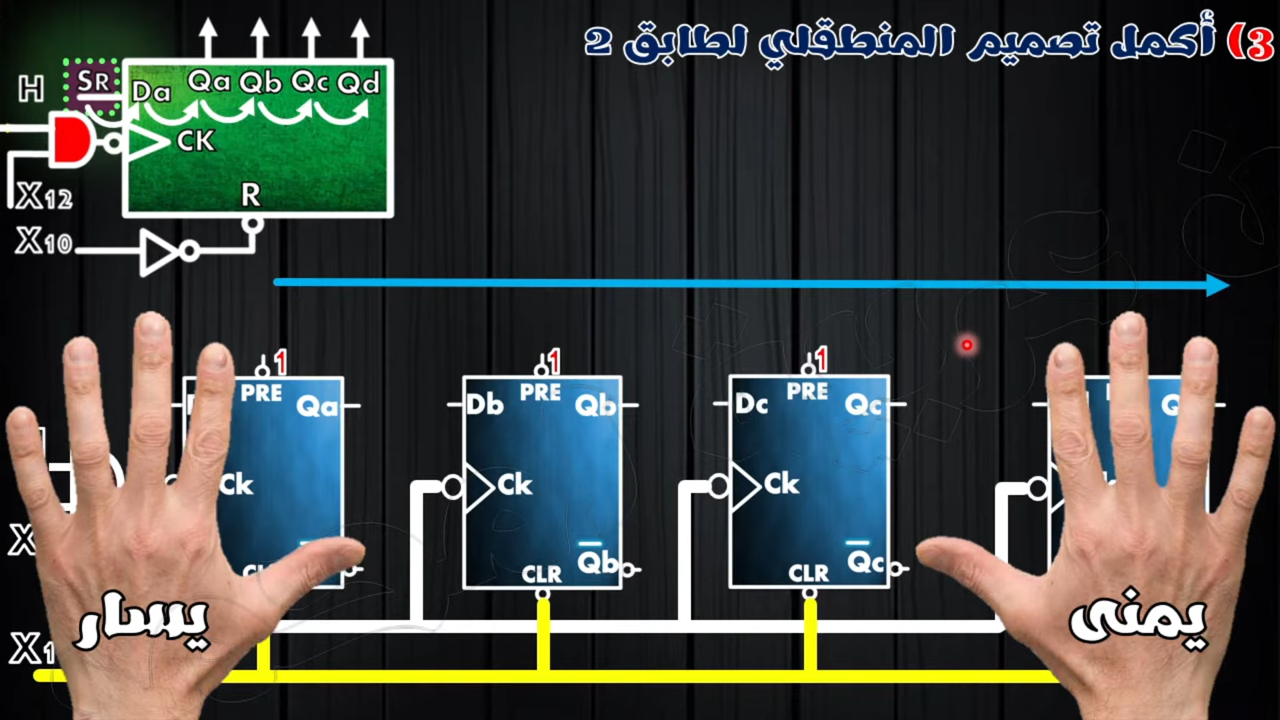 3) أكمل تصميم المنطقلي لطابق 2
H SR Da Qa Qb Qc Qd
CK
X12
R
X10
1 1 1
PRE PRE PRE
Qa Db Qb Dc Qc
Ck Ck Ck
CLR Qb CLR Qc
يسار يمنى